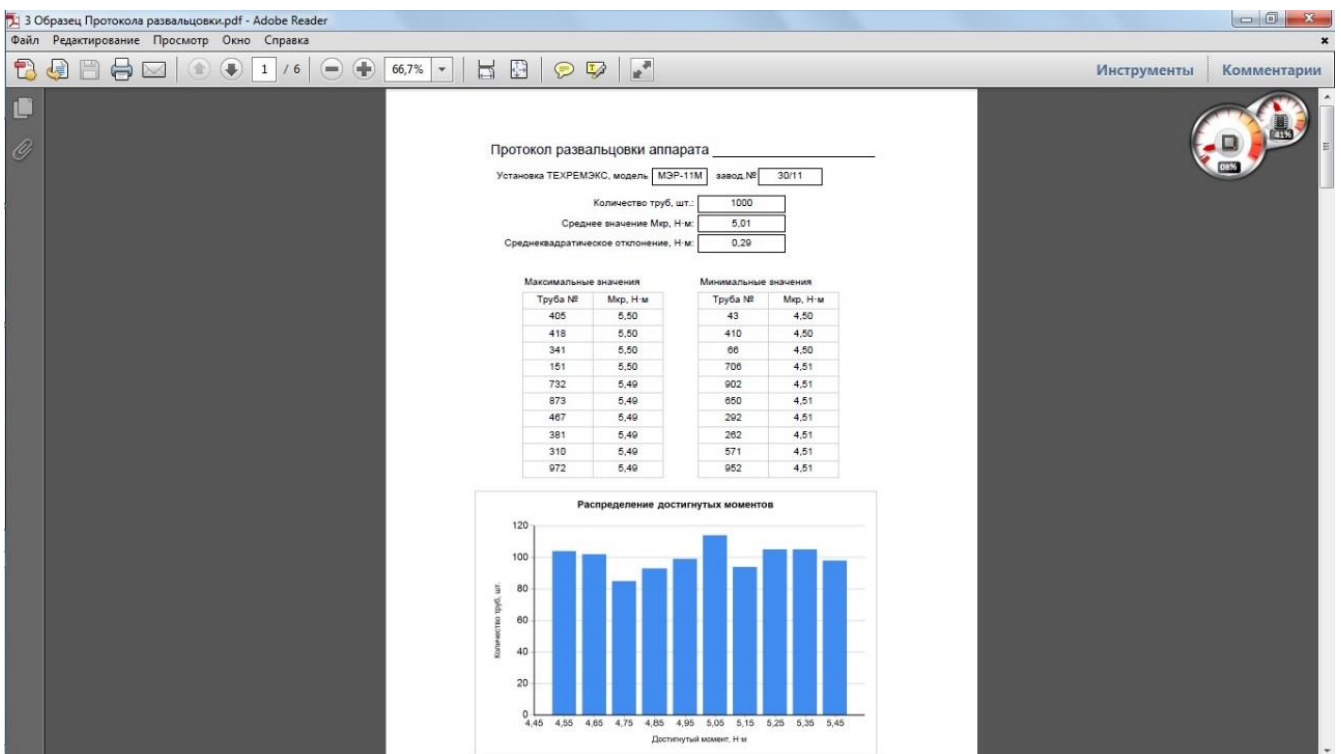 3 Образец Протокола развальцовки.pdf - Adobe Reader
Файл Редактирование Просмотр Окно Справка
1 / 6 66,7% Инструменты Комментарии
41%
08%
Протокол развальцовки аппарата
Установка ТЕХРЕМЭКС, модель МЭР-11М завод.№ 30/11
Количество труб, шт.: 1000
Среднее значение Мкр, Н·м: 5,01
Среднеквадратическое отклонение, Н·м: 0,29
Максимальные значения Минимальные значения
Труба № Мкр, Н·м Труба № Мкр, Н·м
405 5,50 43 4,50
418 5,50 410 4,50
341 5,50 66 4,50
151 5,50 706 4,51
732 5,49 902 4,51
873 5,49 650 4,51
467 5,49 292 4,51
381 5,49 262 4,51
310 5,49 571 4,51
972 5,49 952 4,51
Распределение достигнутых моментов
Количество труб, шт.
120
100
80
60
40
20
0
4,45 4,55 4,65 4,75 4,85 4,95 5,05 5,15 5,25 5,35 5,45
Достигнутый момент, Н·м